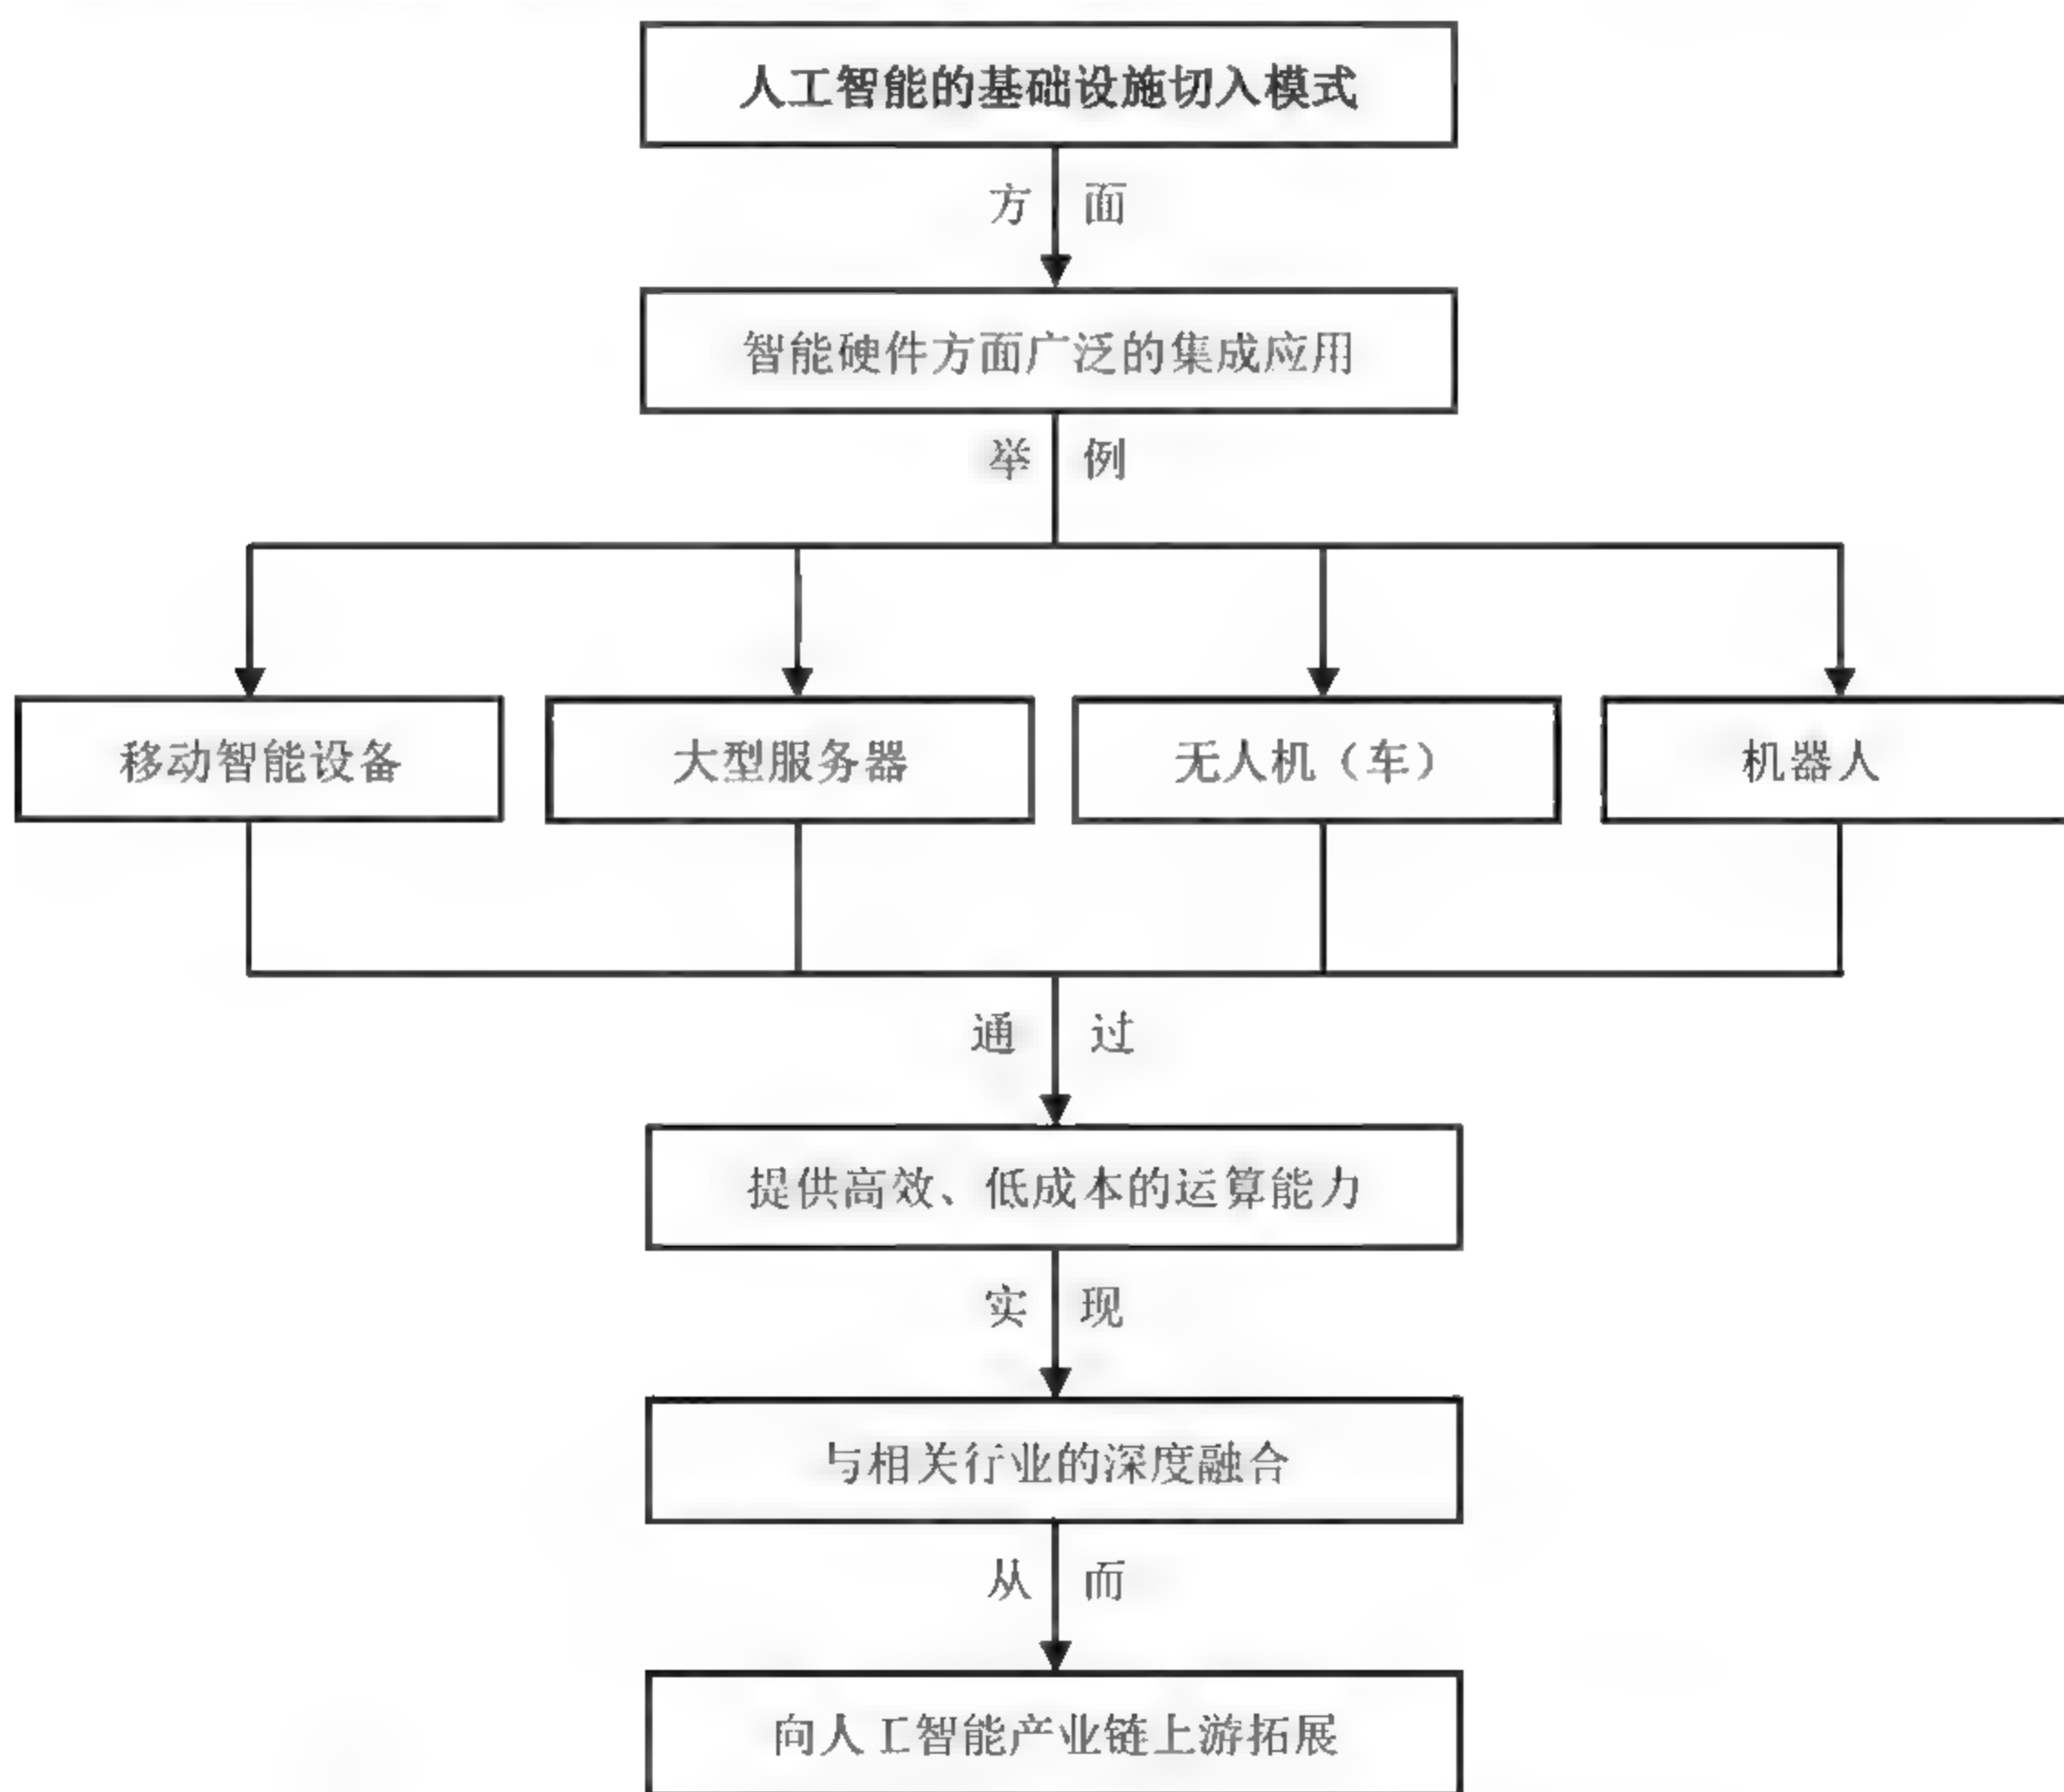 人工智能的基础设施切入模式
方面
智能硬件方面广泛的集成应用
举例
移动智能设备
大型服务器
无人机（车）
机器人
通过
提供高效、低成本的运算能力
实现
与相关行业的深度融合
从而
向人工智能产业链上游拓展